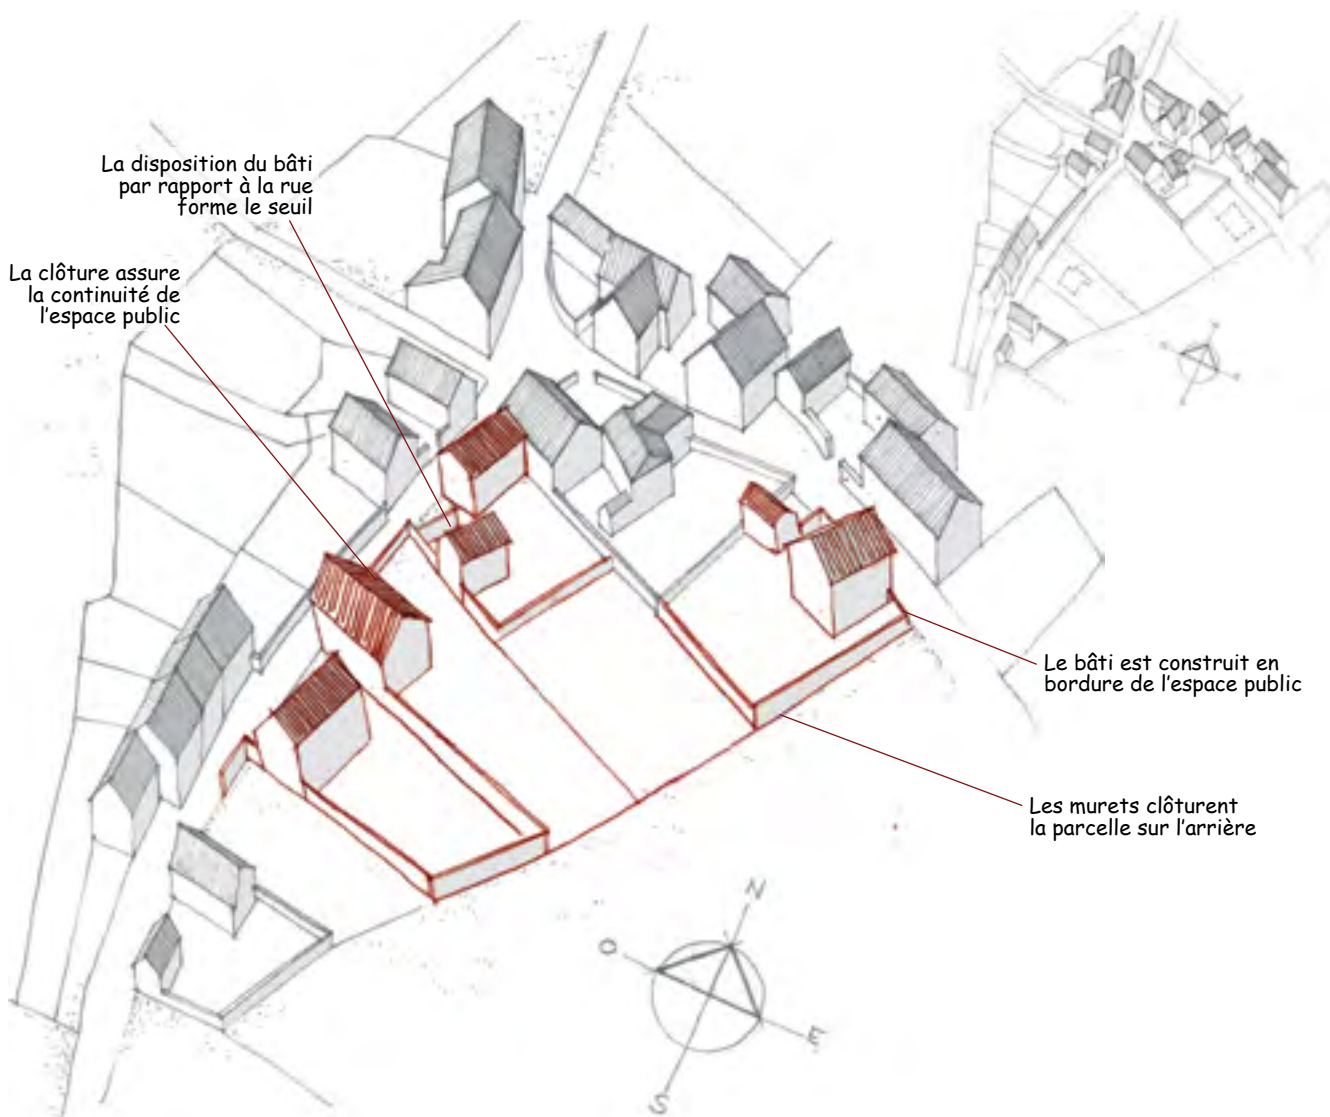 La disposition du bâti
par rapport à la rue
forme le seuil
La clôture assure
la continuité de
l'espace public
Le bâti est construit en
bordure de l'espace public
Les murets clôturent
la parcelle sur l'arrière
N
O
E
S